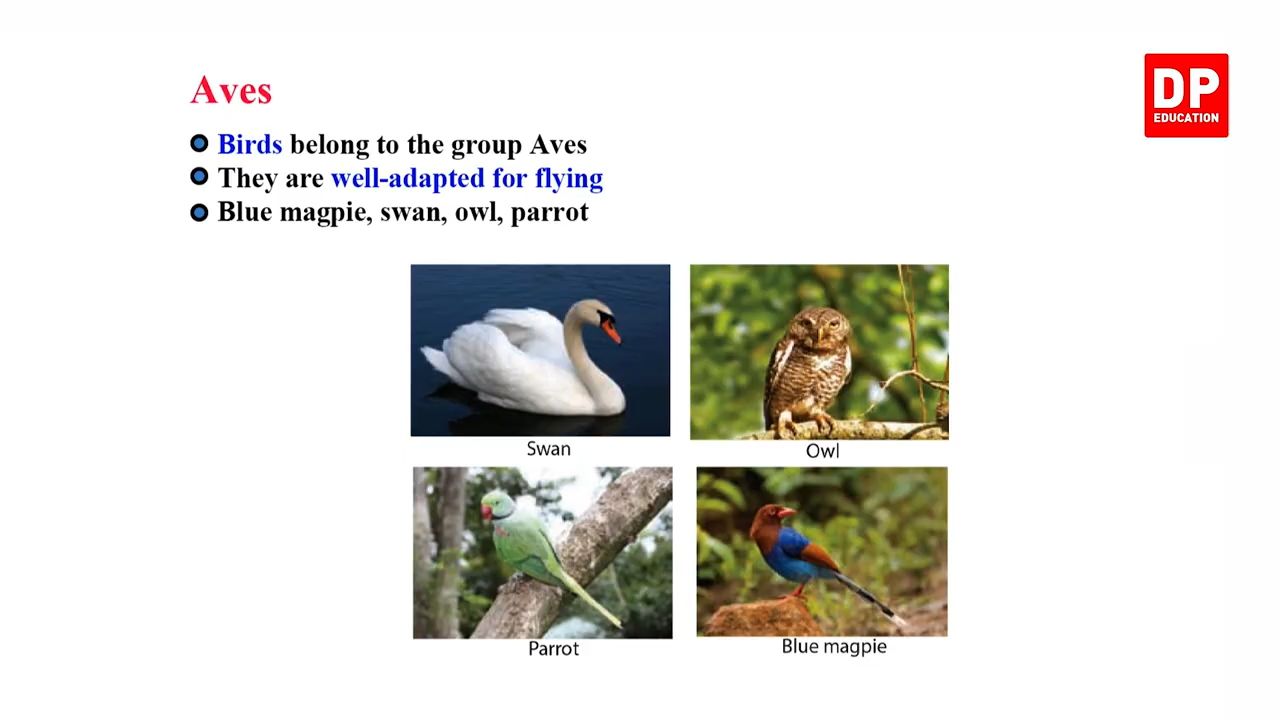 Aves
DP
EDUCATION
Birds belong to the group Aves
They are well-adapted for flying
Blue magpie, swan, owl, parrot
Swan
Owl
Parrot
Blue magpie